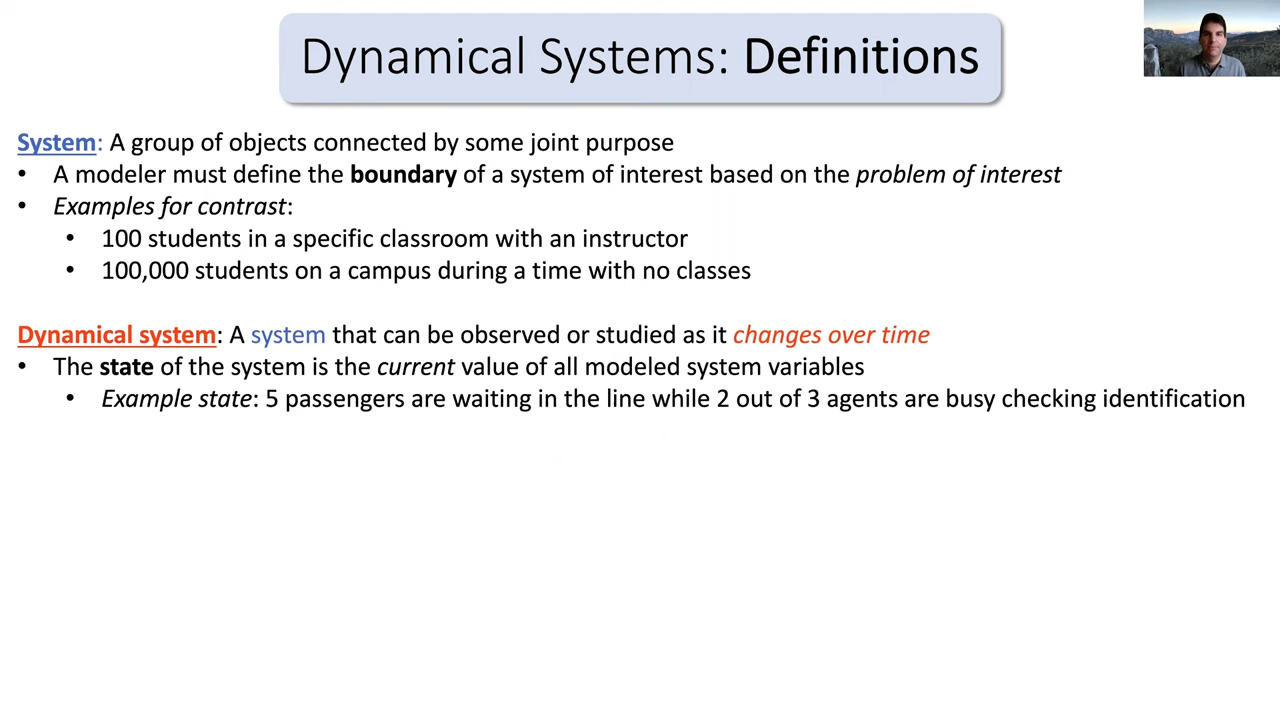 Dynamical Systems: Definitions
System: A group of objects connected by some joint purpose
• A modeler must define the boundary of a system of interest based on the problem of interest
• Examples for contrast:
• 100 students in a specific classroom with an instructor
• 100,000 students on a campus during a time with no classes
Dynamical system: A system that can be observed or studied as it changes over time
• The state of the system is the current value of all modeled system variables
• Example state: 5 passengers are waiting in the line while 2 out of 3 agents are busy checking identification